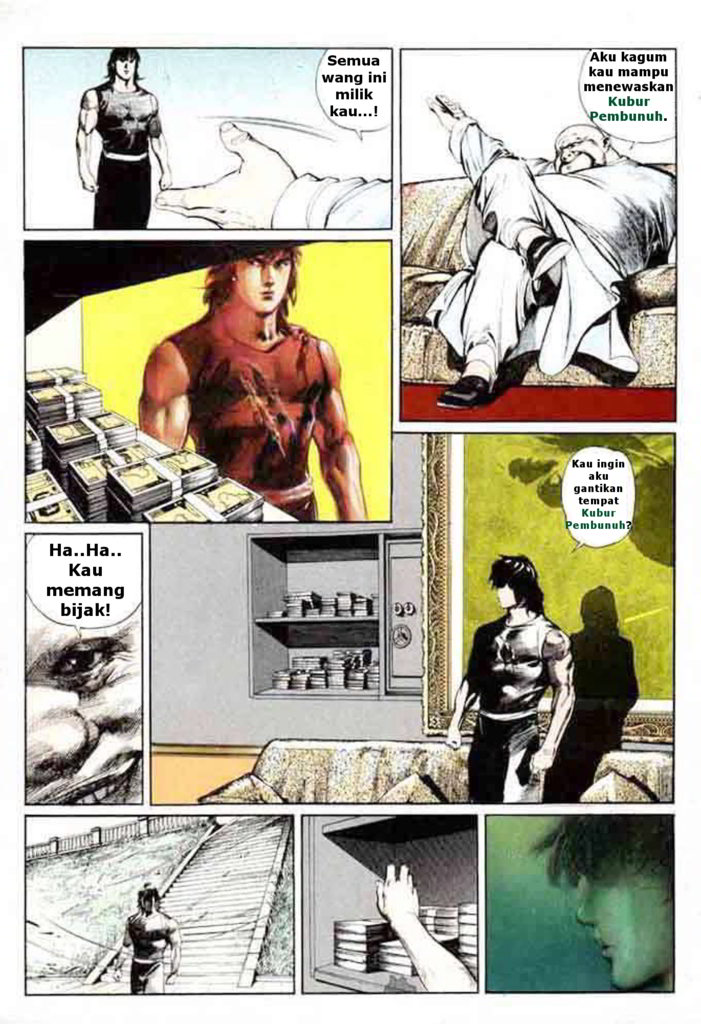 Semua
wang ini
milik
kau...!
Aku kagum
kau mampu
menewaskan
Kubur
Pembunuh.
Kau ingin
aku
gantikan
tempat
Kubur
Pembunuh?
Ha..Ha..
Kau
memang
bijak!